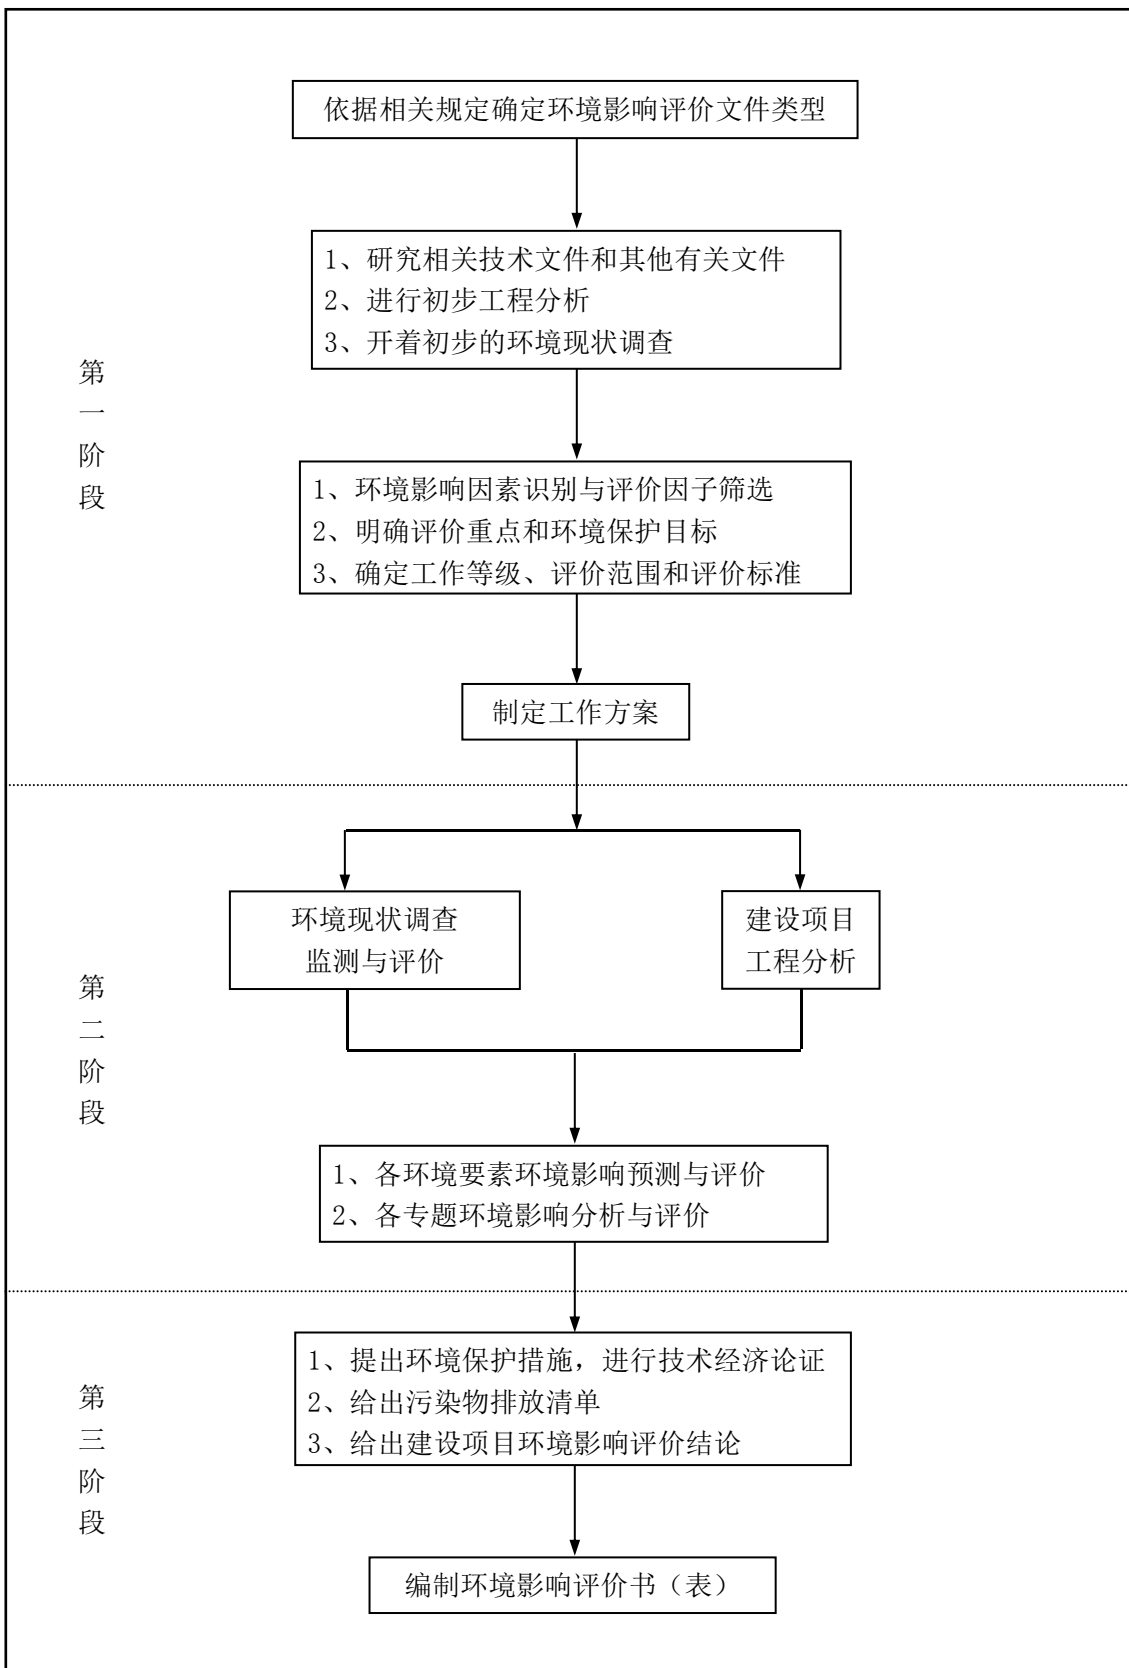 依据相关规定确定环境影响评价文件类型
1、研究相关技术文件和其他有关文件
2、进行初步工程分析
3、开着初步的环境现状调查
第
一
阶
段
1、环境影响因素识别与评价因子筛选
2、明确评价重点和环境保护目标
3、确定工作等级、评价范围和评价标准
制定工作方案
环境现状调查
监测与评价
建设项目
工程分析
第
二
阶
段
1、各环境要素环境影响预测与评价
2、各专题环境影响分析与评价
1、提出环境保护措施，进行技术经济论证
2、给出污染物排放清单
3、给出建设项目环境影响评价结论
第
三
阶
段
编制环境影响评价书（表）